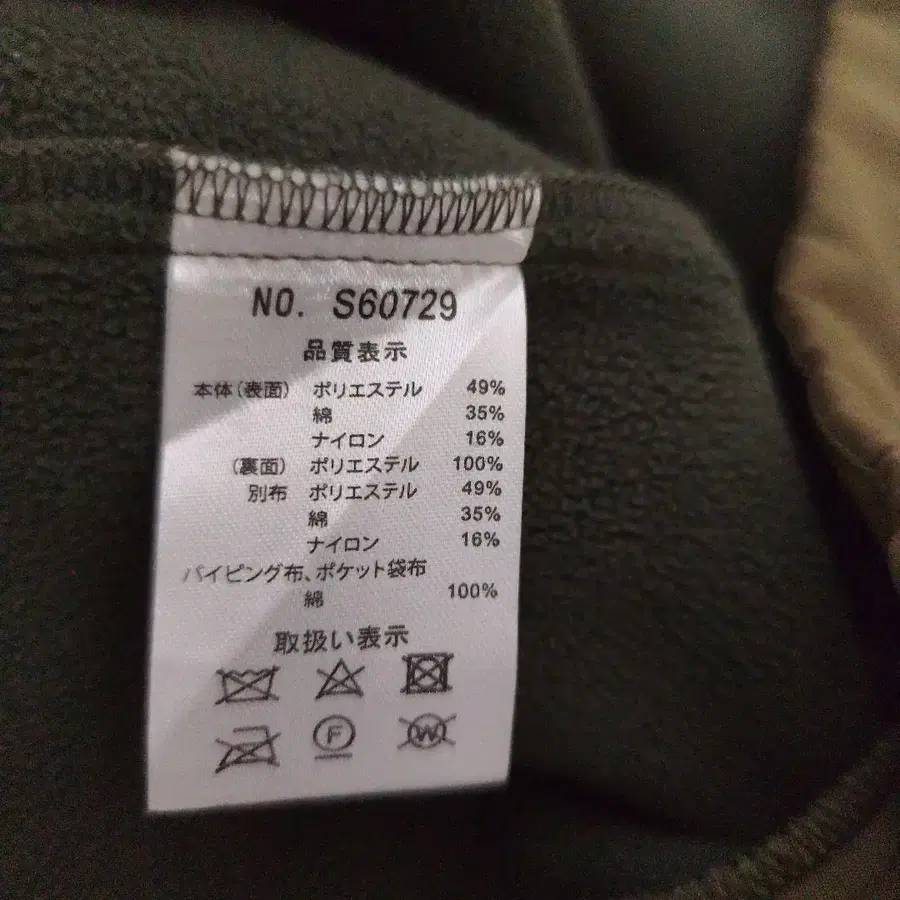 NO. S60729
品質表示
本体(表面) ポリエステル 49%
綿 35%
ナイロン 16%
(裏面) ポリエステル 100%
別布 ポリエステル 49%
綿 35%
ナイロン 16%
パイピング布、ポケット袋布
綿 100%
取扱い表示
F
W